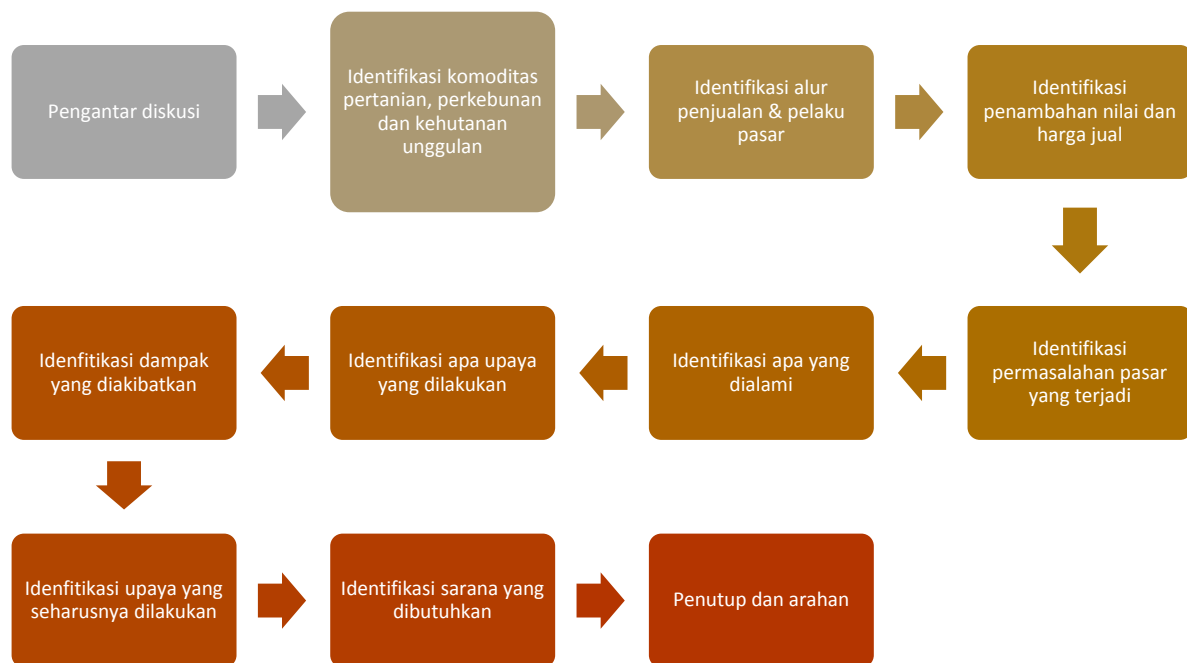 Pengantar diskusi
Identifikasi komoditas
pertanian, perkebunan
dan kehutanan
unggulan
Identifikasi alur
penjualan & pelaku
pasar
Identifikasi
penambahan nilai dan
harga jual
Identifikasi
permasalahan pasar
yang terjadi
Identifikasi apa yang
dialami
Identifikasi apa upaya
yang dilakukan
Idenfitikasi dampak
yang diakibatkan
Idenfitikasi upaya yang
seharusnya dilakukan
Identifikasi sarana yang
dibutuhkan
Penutup dan arahan